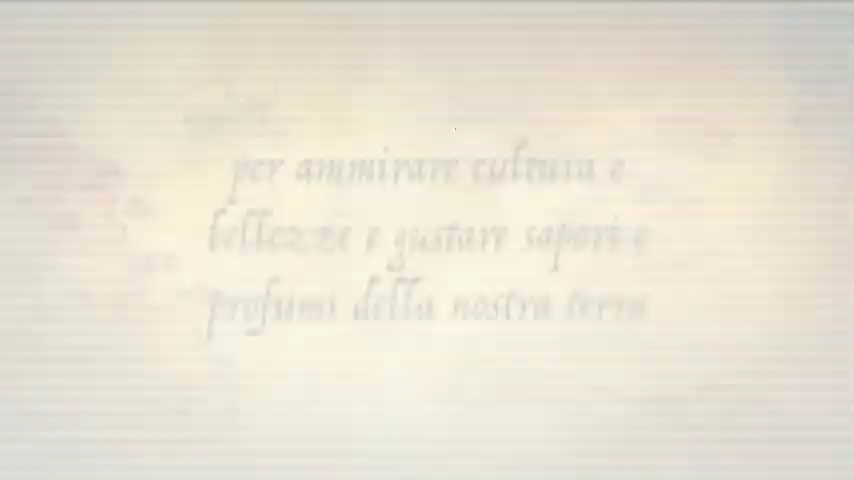 per ammirare cultura e
bellezze e gustare sapori e
profumi della nostra terra